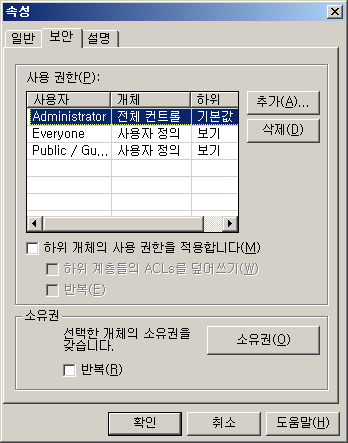 속성
일반 보안 설명
사용 권한(P):
사용자 개체 하위
Administrator 전체 컨트롤 기본값
Everyone 사용자 정의 보기
Public / Gu... 사용자 정의 보기
추가(A)...
삭제(D)
하위 개체의 사용 권한을 적용합니다(M)
하위 계층들의 ACLs를 덮어쓰기(W)
반복(E)
소유권
선택한 개체의 소유권을
갖습니다.
소유권(O)
반복(R)
확인 취소 도움말(H)